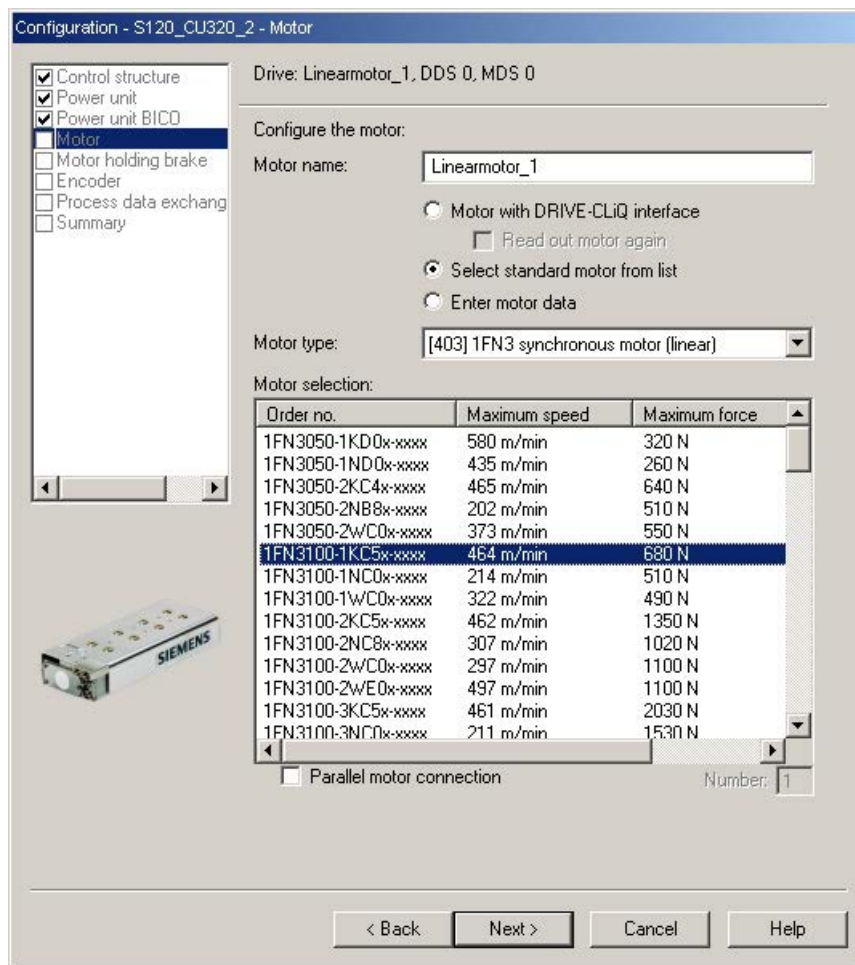 Configuration - S120_CU320_2 - Motor
Control structure
Power unit
Power unit BICO
Motor
Motor holding brake
Encoder
Process data exchang
Summary
SIEMENS
Drive: Linearmotor_1, DDS 0, MDS 0
Configure the motor:
Motor name: Linearmotor_1
Motor with DRIVE-CLiQ interface
Read out motor again
Select standard motor from list
Enter motor data
Motor type: [403] 1FN3 synchronous motor (linear)
Motor selection:
Order no. Maximum speed Maximum force
1FN3050-1KD0x-xxxx 580 m/min 320 N
1FN3050-1ND0x-xxxx 435 m/min 260 N
1FN3050-2KC4x-xxxx 465 m/min 640 N
1FN3050-2NB8x-xxxx 202 m/min 510 N
1FN3050-2WC0x-xxxx 373 m/min 550 N
1FN3100-1KC5x-xxxx 464 m/min 680 N
1FN3100-1NC0x-xxxx 214 m/min 510 N
1FN3100-1WC0x-xxxx 322 m/min 490 N
1FN3100-2KC5x-xxxx 462 m/min 1350 N
1FN3100-2NC8x-xxxx 307 m/min 1020 N
1FN3100-2WC0x-xxxx 297 m/min 1100 N
1FN3100-2WE0x-xxxx 497 m/min 1100 N
1FN3100-3KC5x-xxxx 461 m/min 2030 N
1FN3100-3NC0x-xxxx 211 m/min 1530 N
Parallel motor connection
Number: 1
< Back Next > Cancel Help